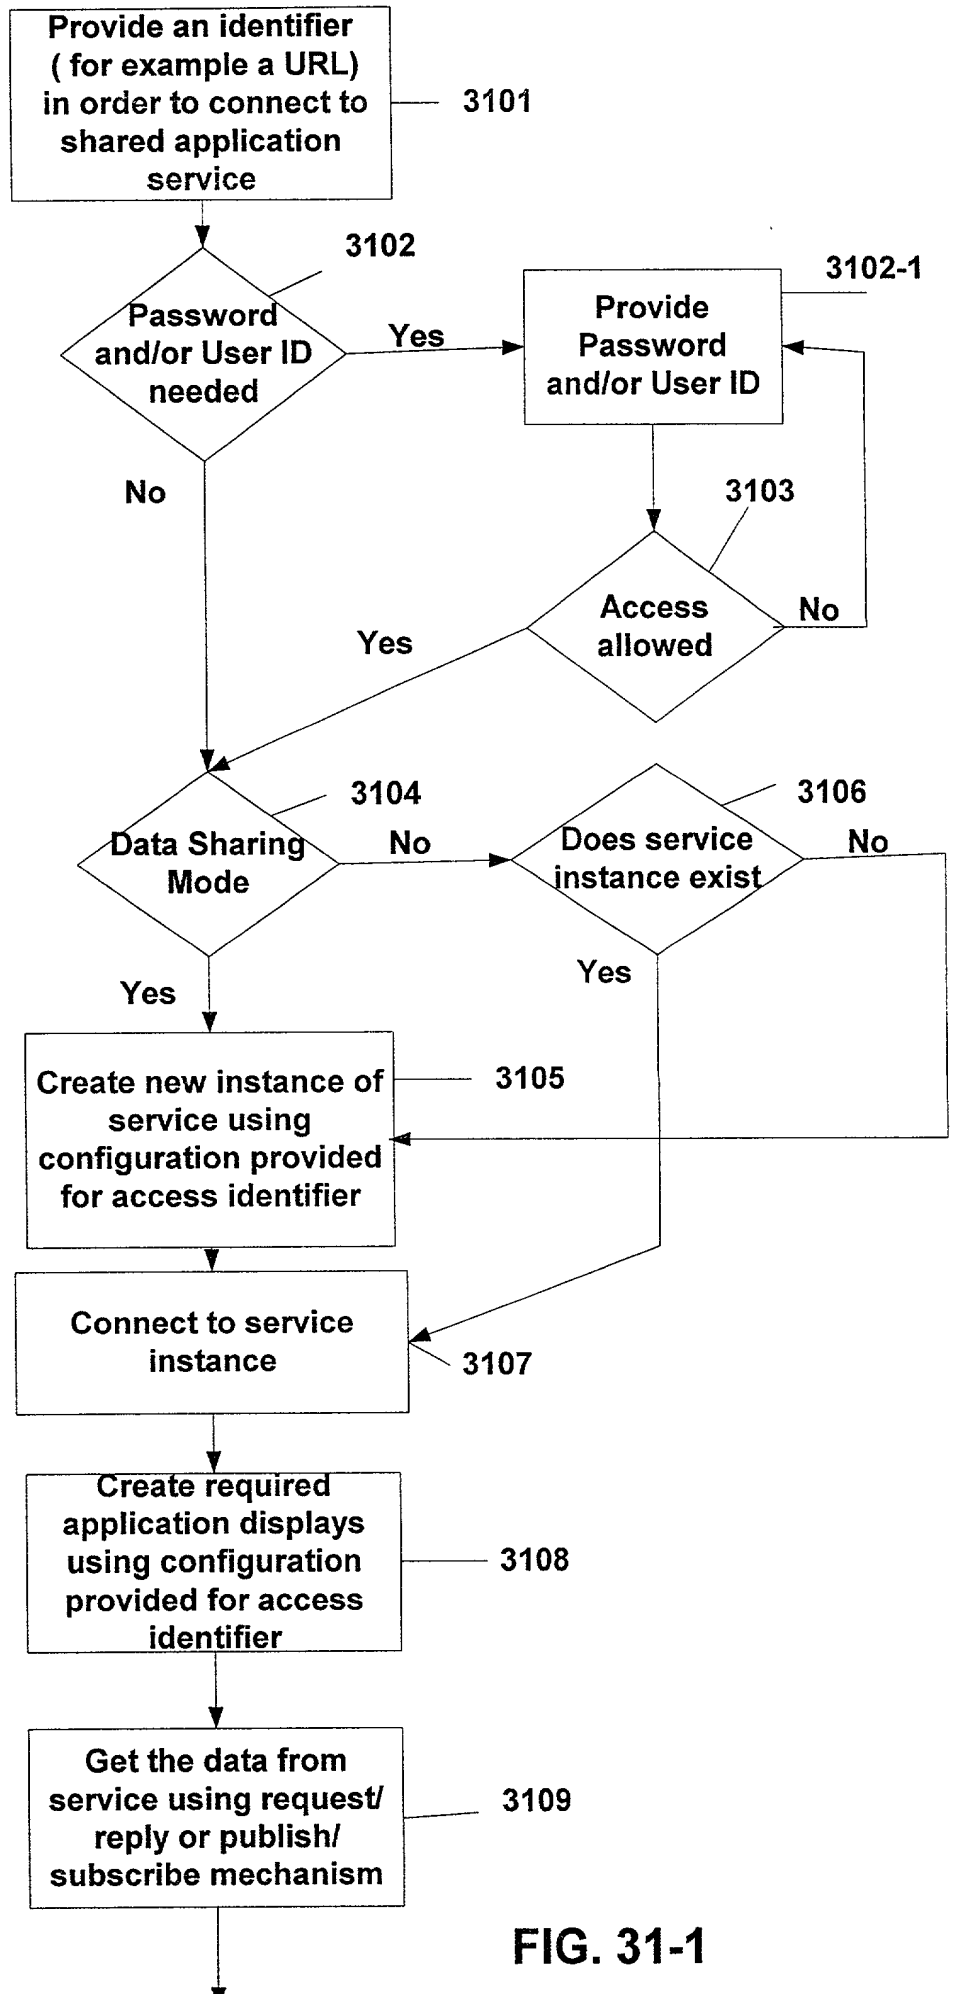 Provide an identifier
( for example a URL)
in order to connect to
shared application
service
3101
3102
Password
and/or User ID
needed
Yes
No
3102-1
Provide
Password
and/or User ID
3103
Access
allowed
No
Yes
3104
Data Sharing
Mode
No
Yes
3106
Does service
instance exist
No
Yes
Create new instance of
service using
configuration provided
for access identifier
3105
Connect to service
instance
3107
Create required
application displays
using configuration
provided for access
identifier
3108
Get the data from
service using request/
reply or publish/
subscribe mechanism
3109
FIG. 31-1